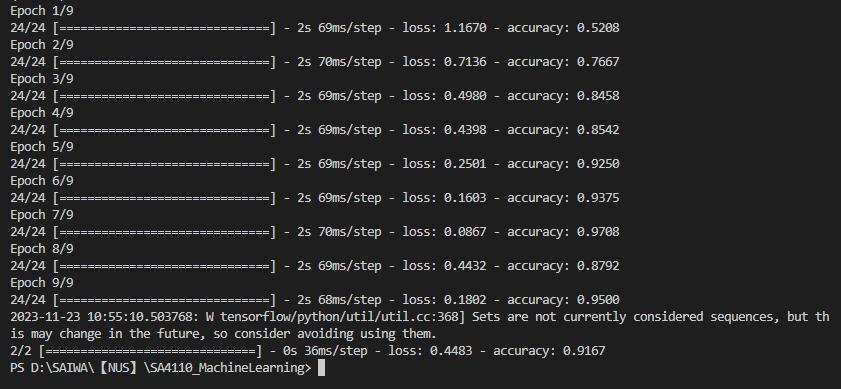 Epoch 1/9
24/24 [==============================] - 2s 69ms/step - loss: 1.1670 - accuracy: 0.5208
Epoch 2/9
24/24 [==============================] - 2s 70ms/step - loss: 0.7136 - accuracy: 0.7667
Epoch 3/9
24/24 [==============================] - 2s 69ms/step - loss: 0.4980 - accuracy: 0.8458
Epoch 4/9
24/24 [==============================] - 2s 69ms/step - loss: 0.4398 - accuracy: 0.8542
Epoch 5/9
24/24 [==============================] - 2s 69ms/step - loss: 0.2501 - accuracy: 0.9250
Epoch 6/9
24/24 [==============================] - 2s 69ms/step - loss: 0.1603 - accuracy: 0.9375
Epoch 7/9
24/24 [==============================] - 2s 70ms/step - loss: 0.0867 - accuracy: 0.9708
Epoch 8/9
24/24 [==============================] - 2s 69ms/step - loss: 0.4432 - accuracy: 0.8792
Epoch 9/9
24/24 [==============================] - 2s 68ms/step - loss: 0.1802 - accuracy: 0.9500
2023-11-23 10:55:10.503768: W tensorflow/python/util/util.cc:368] Sets are not currently considered sequences, but th
is may change in the future, so consider avoiding using them.
2/2 [==============================] - 0s 36ms/step - loss: 0.4483 - accuracy: 0.9167
PS D:\SAIWA\【NUS】\SA4110_MachineLearning>